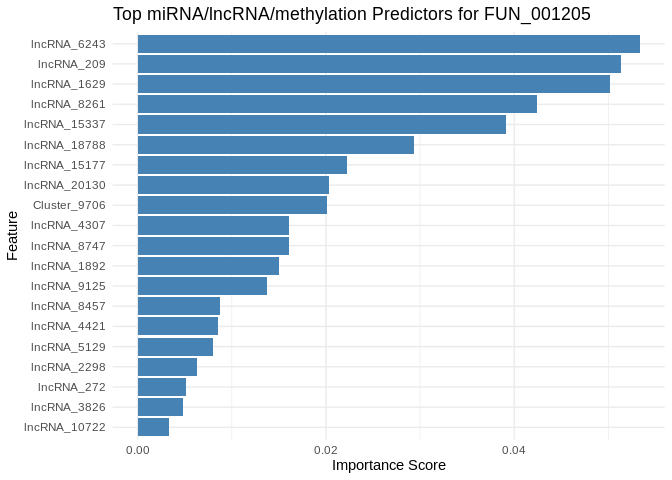 Top miRNA/lncRNA/methylation Predictors for FUN_001205
lncRNA_6243
lncRNA_209
lncRNA_1629
lncRNA_8261
lncRNA_15337
lncRNA_18788
lncRNA_15177
lncRNA_20130
Cluster_9706
lncRNA_4307
lncRNA_8747
lncRNA_1892
lncRNA_9125
lncRNA_8457
lncRNA_4421
lncRNA_5129
lncRNA_2298
lncRNA_272
lncRNA_3826
lncRNA_10722
Feature
0.00 0.02 0.04
Importance Score